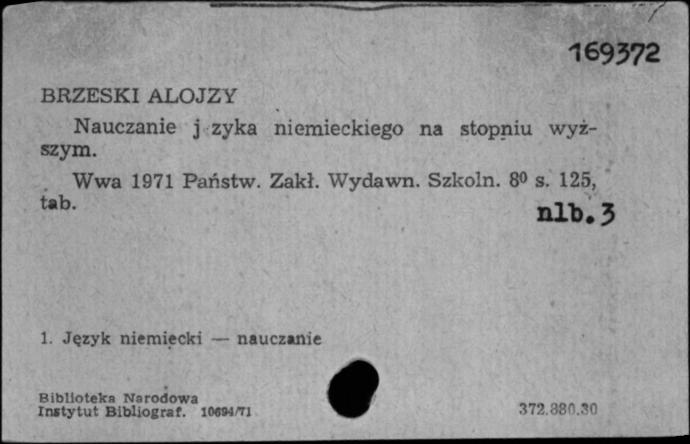 169372
BRZESKI ALOJZY
Nauczanie j zyka niemieckiego na stopniu wyż-
szym.
Wwa 1971 Państw. Zakł. Wydawn. Szkoln. 8⁰ s. 125,
tab.
nlb. 3
1. Język niemiecki — nauczanie
Biblioteka Narodowa
Instytut Bibliograf. 10694/71
372.880.30